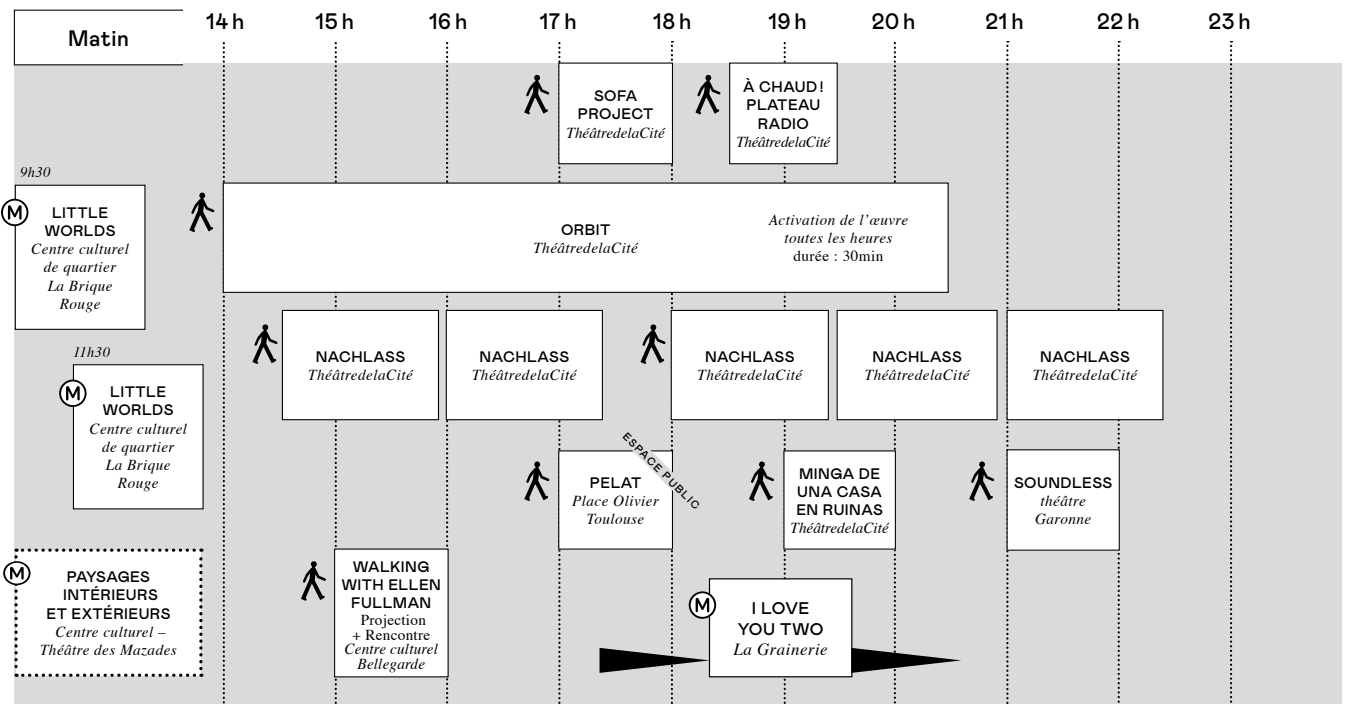 Matin
14 h
15 h
16 h
17 h
18 h
19 h
20 h
21 h
22 h
23 h
SOFA
PROJECT
ThéâtredelaCité
À CHAUD !
PLATEAU
RADIO
ThéâtredelaCité
9h30
M
LITTLE
WORLDS
Centre culturel
de quartier
La Brique
Rouge
ORBIT
ThéâtredelaCité
Activation de l’œuvre
toutes les heures
durée : 30min
NACHLASS
ThéâtredelaCité
NACHLASS
ThéâtredelaCité
NACHLASS
ThéâtredelaCité
NACHLASS
ThéâtredelaCité
NACHLASS
ThéâtredelaCité
11h30
M
LITTLE
WORLDS
Centre culturel
de quartier
La Brique
Rouge
ESPACE PUBLIC
PELAT
Place Olivier
Toulouse
MINGA DE
UNA CASA
EN RUINAS
ThéâtredelaCité
SOUNDLESS
théâtre
Garonne
M
PAYSAGES
INTÉRIEURS
ET EXTÉRIEURS
Centre culturel –
Théâtre des Mazades
WALKING
WITH ELLEN
FULLMAN
Projection
+ Rencontre
Centre culturel
Bellegarde
M
I LOVE
YOU TWO
La Grainerie